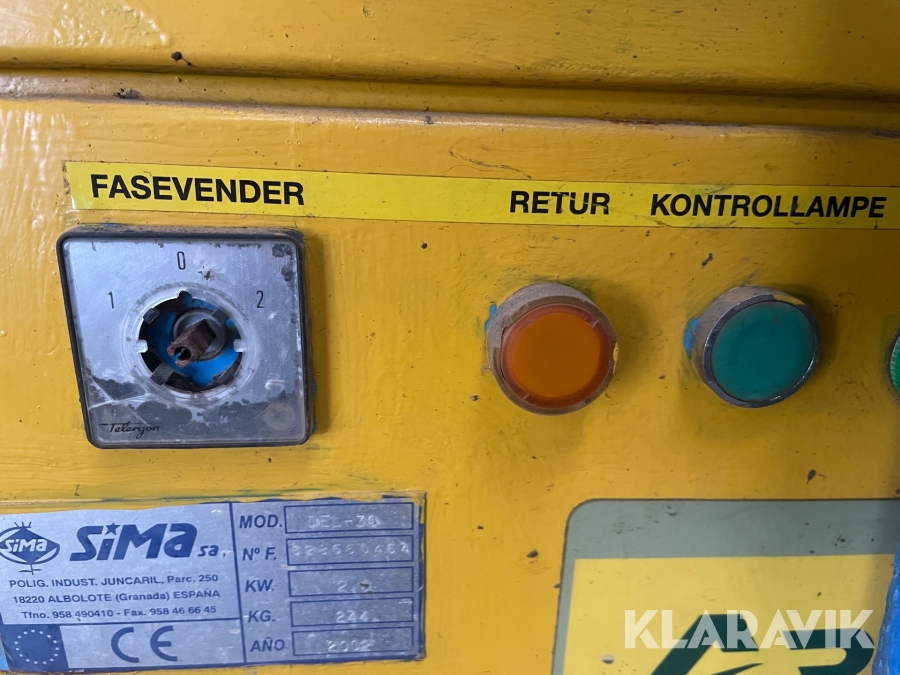 FASEVENDER RETUR KONTROLLAMPE
0
1 2
Telergon
SiMa
SiMa sa.
POLIG. INDUST. JUNCARIL, Parc. 250
18220 ALBOLOTE (Granada) ESPAÑA
Tfno. 958 490410 - Fax. 958 46 66 45
CE
MOD.
Nº F.
KW.
KG.
AÑO 2002
KLARAVIK